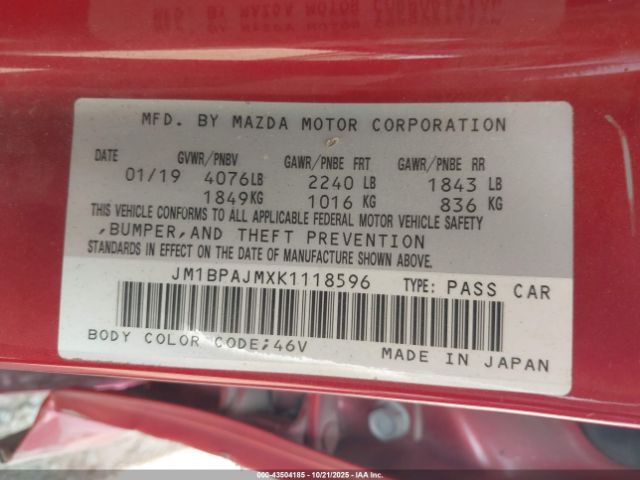 MFD. BY MAZDA MOTOR CORPORATION
DATE GVWR/PNBV GAWR/PNBE FRT GAWR/PNBE RR
01/19 4076LB 2240 LB 1843 LB
1849KG 1016 KG 836 KG
THIS VEHICLE CONFORMS TO ALL APPLICABLE FEDERAL MOTOR VEHICLE SAFETY
,BUMPER,AND THEFT PREVENTION
STANDARDS IN EFFECT ON THE DATE OF MANUFACTURE SHOWN ABOVE.
JM1BPAJMXK1118596 TYPE: PASS CAR
BODY COLOR CODE;46V
MADE IN JAPAN
000-43504185 - 10/21/2025 - IAAI.com